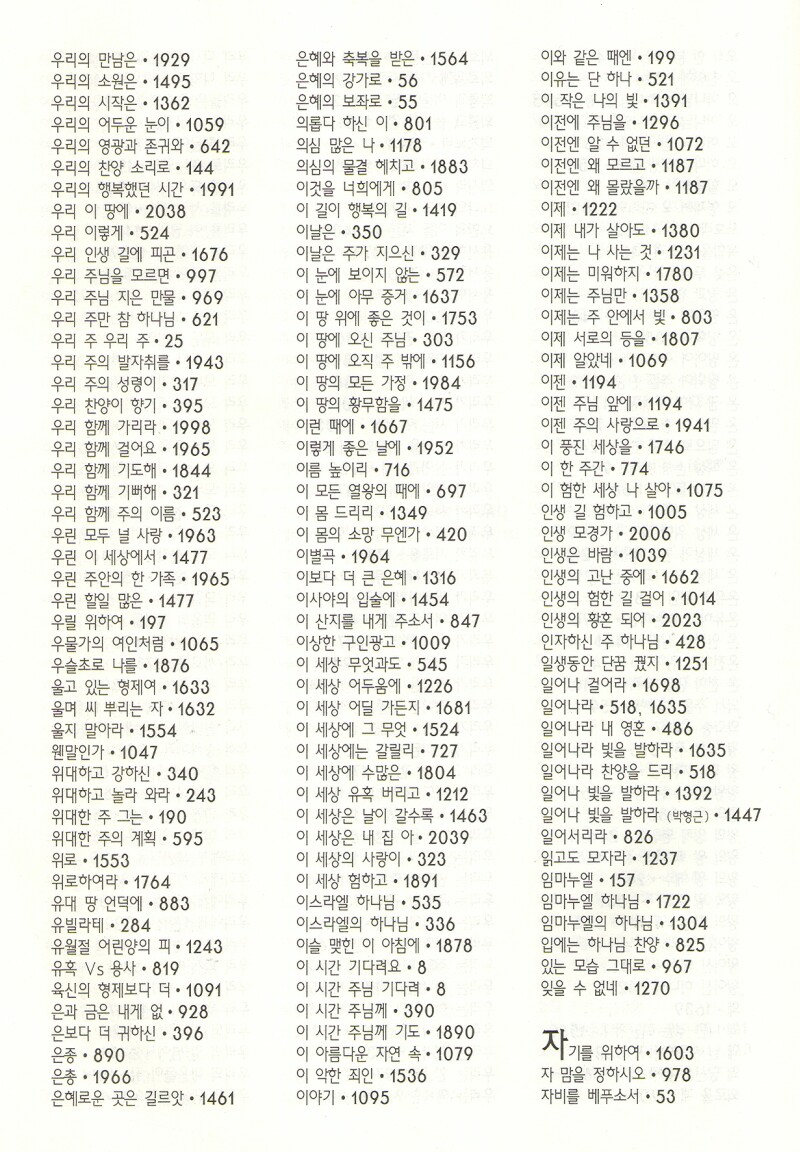 우리의 만남은 • 1929
우리의 소원은 • 1495
우리의 시작은 • 1362
우리의 어두운 눈이 • 1059
우리의 영광과 존귀와 • 642
우리의 찬양 소리로 • 144
우리의 행복했던 시간 • 1991
우리 이 땅에 • 2038
우리 이렇게 • 524
우리 인생 길에 피곤 • 1676
우리 주님을 모르면 • 997
우리 주님 지은 만물 • 969
우리 주만 참 하나님 • 621
우리 주 우리 주 • 25
우리 주의 발자취를 • 1943
우리 주의 성령이 • 317
우리 찬양이 향기 • 395
우리 함께 가리라 • 1998
우리 함께 걸어요 • 1965
우리 함께 기도해 • 1844
우리 함께 기뻐해 • 321
우리 함께 주의 이름 • 523
우린 모두 널 사랑 • 1963
우린 이 세상에서 • 1477
우린 주안의 한 가족 • 1965
우린 할일 많은 • 1477
우릴 위하여 • 197
우물가의 여인처럼 • 1065
우슬초로 나를 • 1876
울고 있는 형제여 • 1633
울며 씨 뿌리는 자 • 1632
울지 말아라 • 1554
웬말인가 • 1047
위대하고 강하신 • 340
위대하고 놀라 와라 • 243
위대한 주 그는 • 190
위대한 주의 계획 • 595
위로 • 1553
위로하여라 • 1764
유대 땅 언덕에 • 883
유빌라테 • 284
유월절 어린양의 피 • 1243
유혹 Vs 용사 • 819
육신의 형제보다 더 • 1091
은과 금은 내게 없 • 928
은보다 더 귀하신 • 396
은종 • 890
은총 • 1966
은혜로운 곳은 길르앗 • 1461
은혜와 축복을 받은 • 1564
은혜의 강가로 • 56
은혜의 보좌로 • 55
의롭다 하신 이 • 801
의심 많은 나 • 1178
의심의 물결 헤치고 • 1883
이것을 너희에게 • 805
이 길이 행복의 길 • 1419
이날은 • 350
이날은 주가 지으신 • 329
이 눈에 보이지 않는 • 572
이 눈에 아무 증거 • 1637
이 땅 위에 좋은 것이 • 1753
이 땅에 오신 주님 • 303
이 땅에 오직 주 밖에 • 1156
이 땅의 모든 가정 • 1984
이 땅의 황무함을 • 1475
이런 때에 • 1667
이렇게 좋은 날에 • 1952
이름 높이리 • 716
이 모든 열왕의 때에 • 697
이 몸 드리리 • 1349
이 몸의 소망 무엔가 • 420
이별곡 • 1964
이보다 더 큰 은혜 • 1316
이사야의 입술에 • 1454
이 산지를 내게 주소서 • 847
이상한 구인광고 • 1009
이 세상 무엇과도 • 545
이 세상 어두움에 • 1226
이 세상 어딜 가든지 • 1681
이 세상에 그 무엇 • 1524
이 세상에는 갈릴리 • 727
이 세상에 수많은 • 1804
이 세상 유혹 버리고 • 1212
이 세상은 날이 갈수록 • 1463
이 세상은 내 집 아 • 2039
이 세상의 사랑이 • 323
이 세상 험하고 • 1891
이스라엘 하나님 • 535
이스라엘의 하나님 • 336
이슬 맺힌 이 아침에 • 1878
이 시간 기다려요 • 8
이 시간 주님 기다려 • 8
이 시간 주님께 • 390
이 시간 주님께 기도 • 1890
이 아름다운 자연 속 • 1079
이 악한 죄인 • 1536
이야기 • 1095
이와 같은 때엔 • 199
이유는 단 하나 • 521
이 작은 나의 빛 • 1391
이전에 주님을 • 1296
이전엔 알 수 없던 • 1072
이전엔 왜 모르고 • 1187
이전엔 왜 몰랐을까 • 1187
이제 • 1222
이제 내가 살아도 • 1380
이제는 나 사는 것 • 1231
이제는 미워하지 • 1780
이제는 주님만 • 1358
이제는 주 안에서 빛 • 803
이제 서로의 등을 • 1807
이제 알았네 • 1069
이젠 • 1194
이젠 주님 앞에 • 1194
이젠 주의 사랑으로 • 1941
이 풍진 세상을 • 1746
이 한 주간 • 774
이 험한 세상 나 살아 • 1075
인생 길 험하고 • 1005
인생 모경가 • 2006
인생은 바람 • 1039
인생의 고난 중에 • 1662
인생의 험한 길 걸어 • 1014
인생의 황혼 되어 • 2023
인자하신 주 하나님 • 428
일생동안 단꿈 꿨지 • 1251
일어나 걸어라 • 1698
일어나라 • 518, 1635
일어나라 내 영혼 • 486
일어나라 빛을 발하라 • 1635
일어나라 찬양을 드리 • 518
일어나 빛을 발하라 • 1392
일어나 빛을 발하라 (박형근) • 1447
일어서리라 • 826
읽고도 모자라 • 1237
임마누엘 • 157
임마누엘 하나님 • 1722
임마누엘의 하나님 • 1304
입에는 하나님 찬양 • 825
있는 모습 그대로 • 967
잊을 수 없네 • 1270
자기를 위하여 • 1603
자 맘을 정하시오 • 978
자비를 베푸소서 • 53